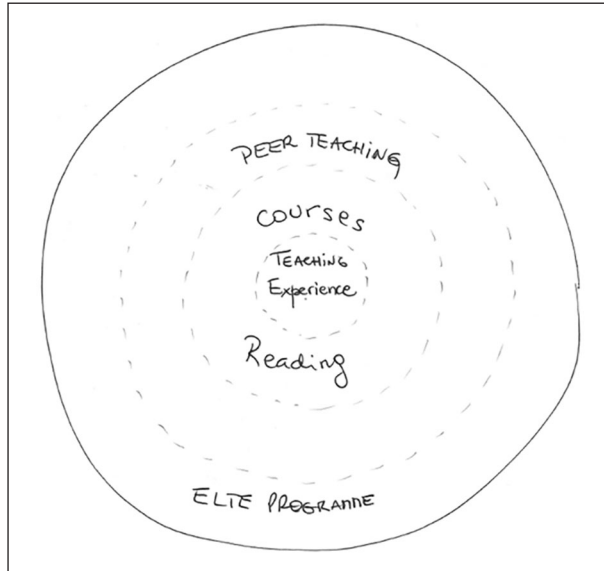 PEER TEACHING
courses
TEACHING
Experience
Reading
ELTE PROGRAMME